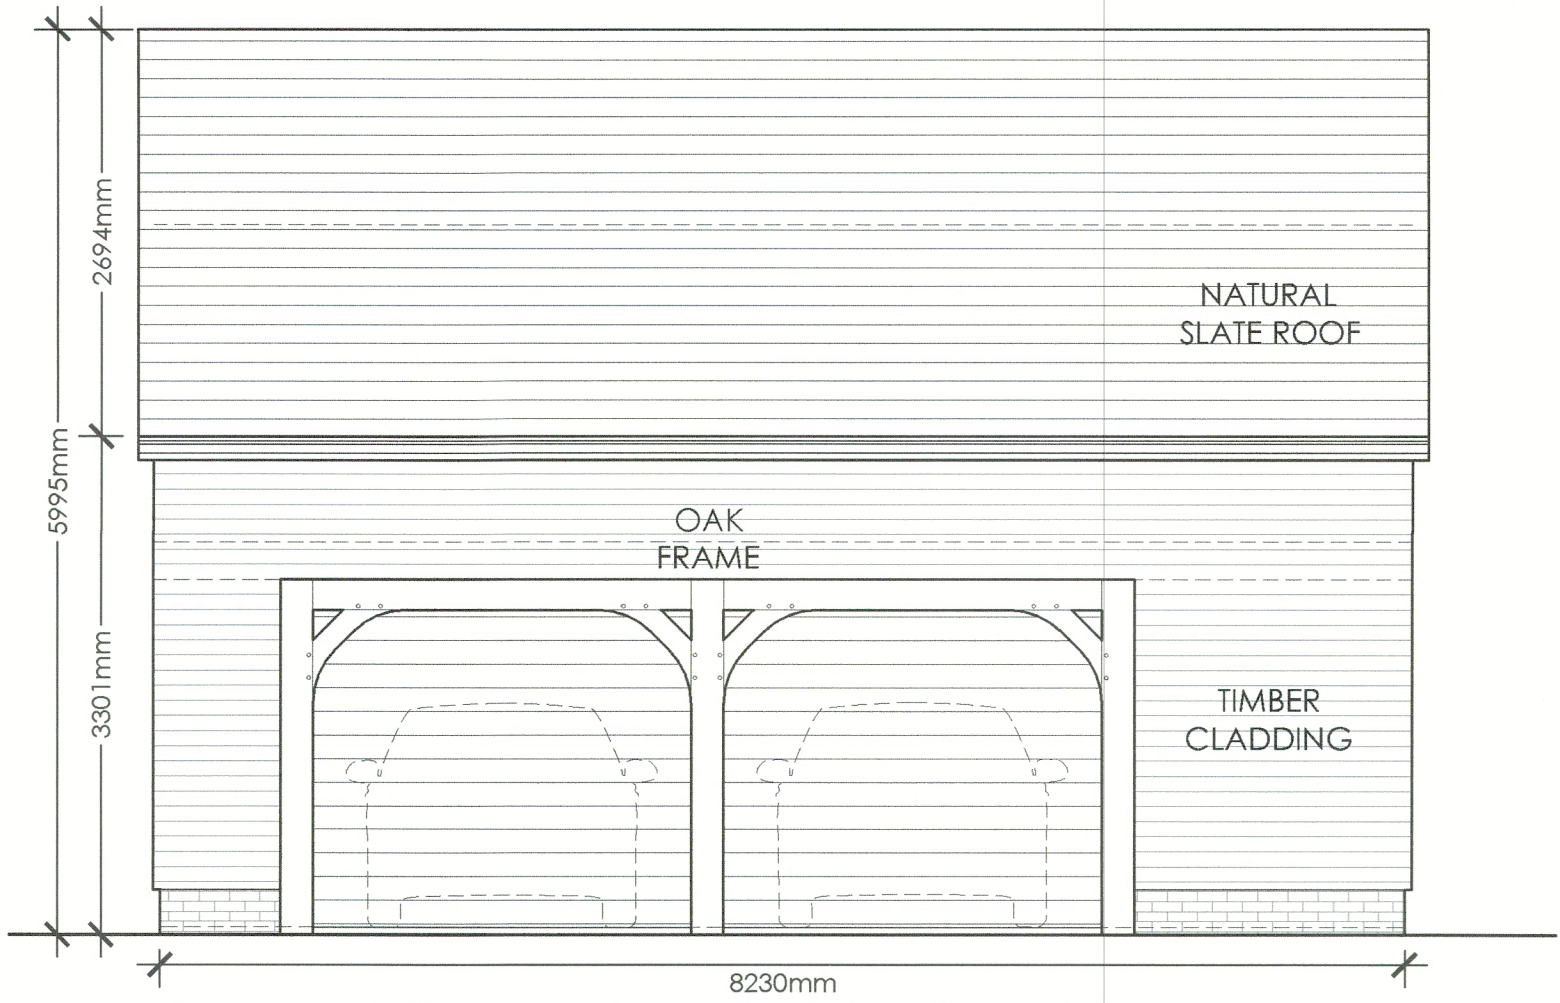 2694mm
NATURAL
SLATE ROOF
5995mm
OAK
FRAME
3301mm
TIMBER
CLADDING
8230mm